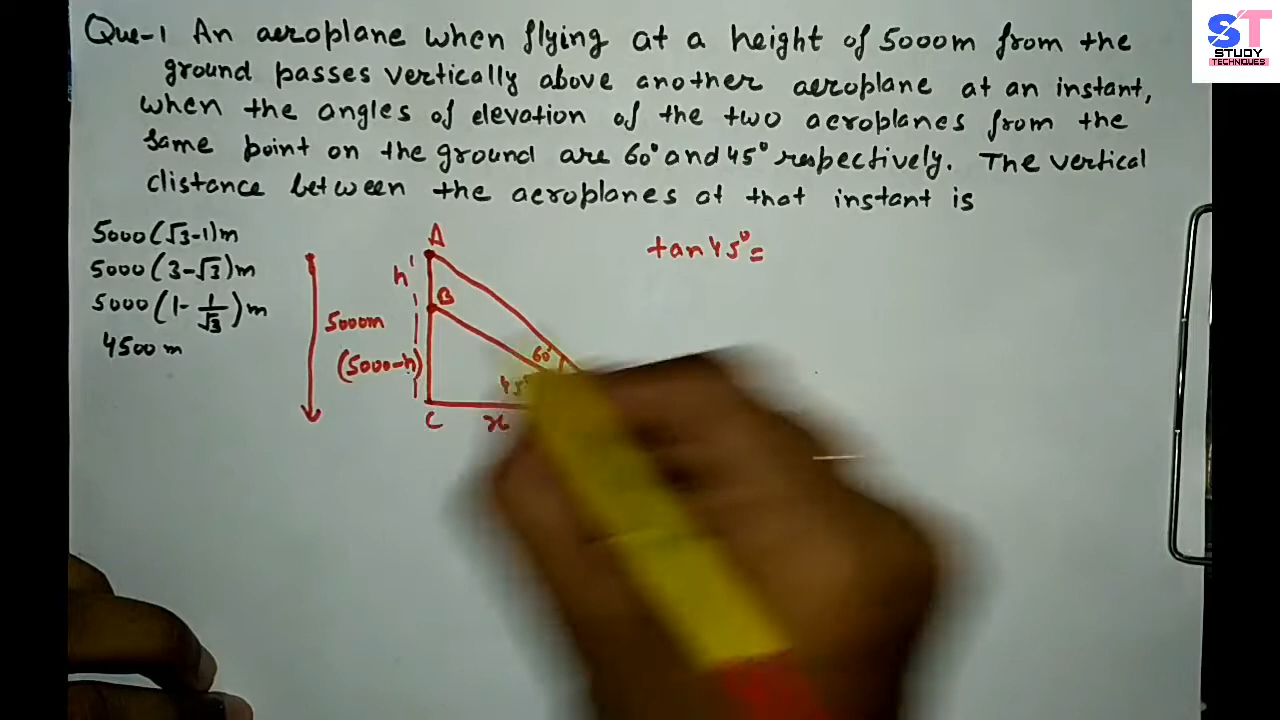 Que-1 An aeroplane when flying at a height of 5000m from the
ground passes vertically above another aeroplane at an instant,
when the angles of elevation of the two aeroplanes from the
same point on the ground are 60° and 45° respectively. The vertical
distance between the aeroplanes at that instant is
5000(√3-1)m
5000(3-√3)m
5000(1-1/√3)m
4500m
A
h
B
5000m
(5000-h)
60°
45°
C
x
tan45°=
ST
STUDY
TECHNIQUES